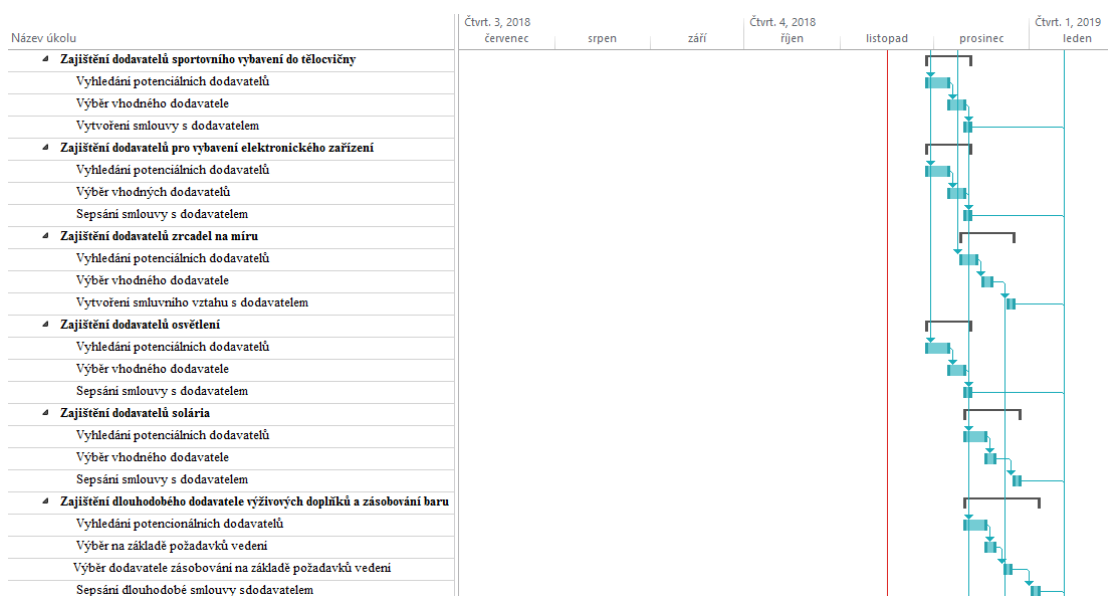 Čtvrt. 3, 2018 Čtvrt. 4, 2018 Čtvrt. 1, 2019
Název úkolu červenec srpen září říjen listopad prosinec leden
Zajištění dodavatelů sportovního vybavení do tělocvičny
Vyhledání potenciálních dodavatelů
Výběr vhodného dodavatele
Vytvoření smlouvy s dodavatelem
Zajištění dodavatelů pro vybavení elektronického zařízení
Vyhledání potenciálních dodavatelů
Výběr vhodných dodavatelů
Sepsání smlouvy s dodavatelem
Zajištění dodavatelů zrcadel na míru
Vyhledání potenciálních dodavatelů
Výběr vhodného dodavatele
Vytvoření smluvního vztahu s dodavatelem
Zajištění dodavatelů osvětlení
Vyhledání potenciálních dodavatelů
Výběr vhodného dodavatele
Sepsání smlouvy s dodavatelem
Zajištění dodavatelů solária
Vyhledání potenciálních dodavatelů
Výběr vhodného dodavatele
Sepsání smlouvy s dodavatelem
Zajištění dlouhodobého dodavatele výživových doplňků a zásobování baru
Vyhledání potencionálních dodavatelů
Výběr na základě požadavků vedení
Výběr dodavatele zásobování na základě požadavků vedení
Sepsání dlouhodobé smlouvy sdodavatelem